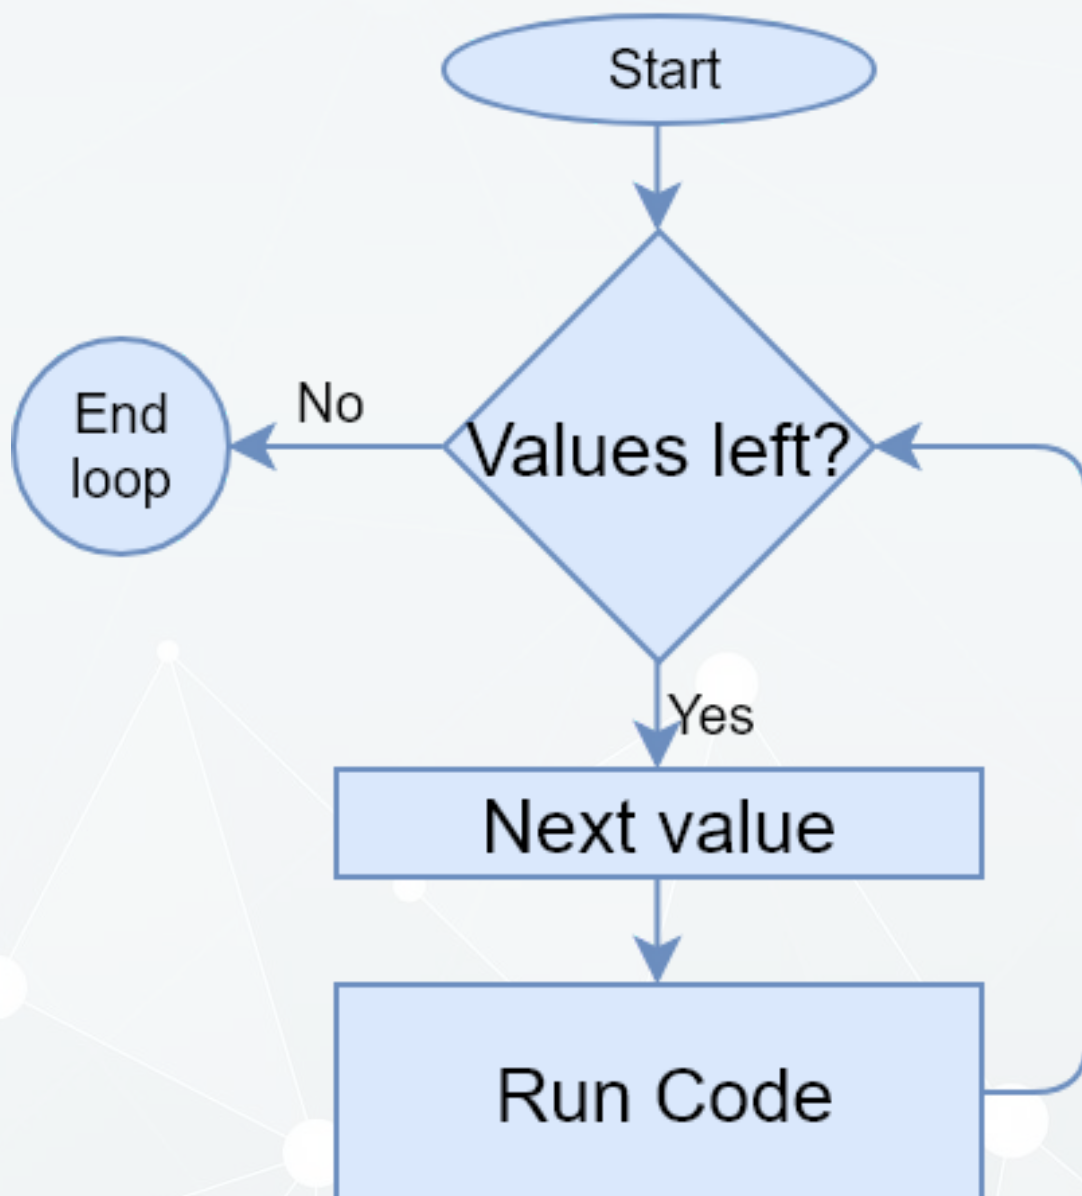 Start
No
End
loop
Values left?
Yes
Next value
Run Code